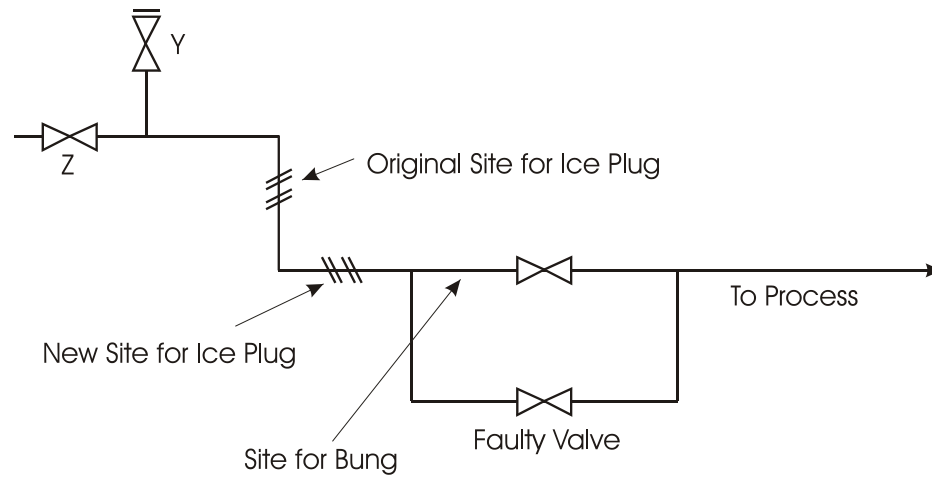 Y
Z
Original Site for Ice Plug
To Process
New Site for Ice Plug
Faulty Valve
Site for Bung